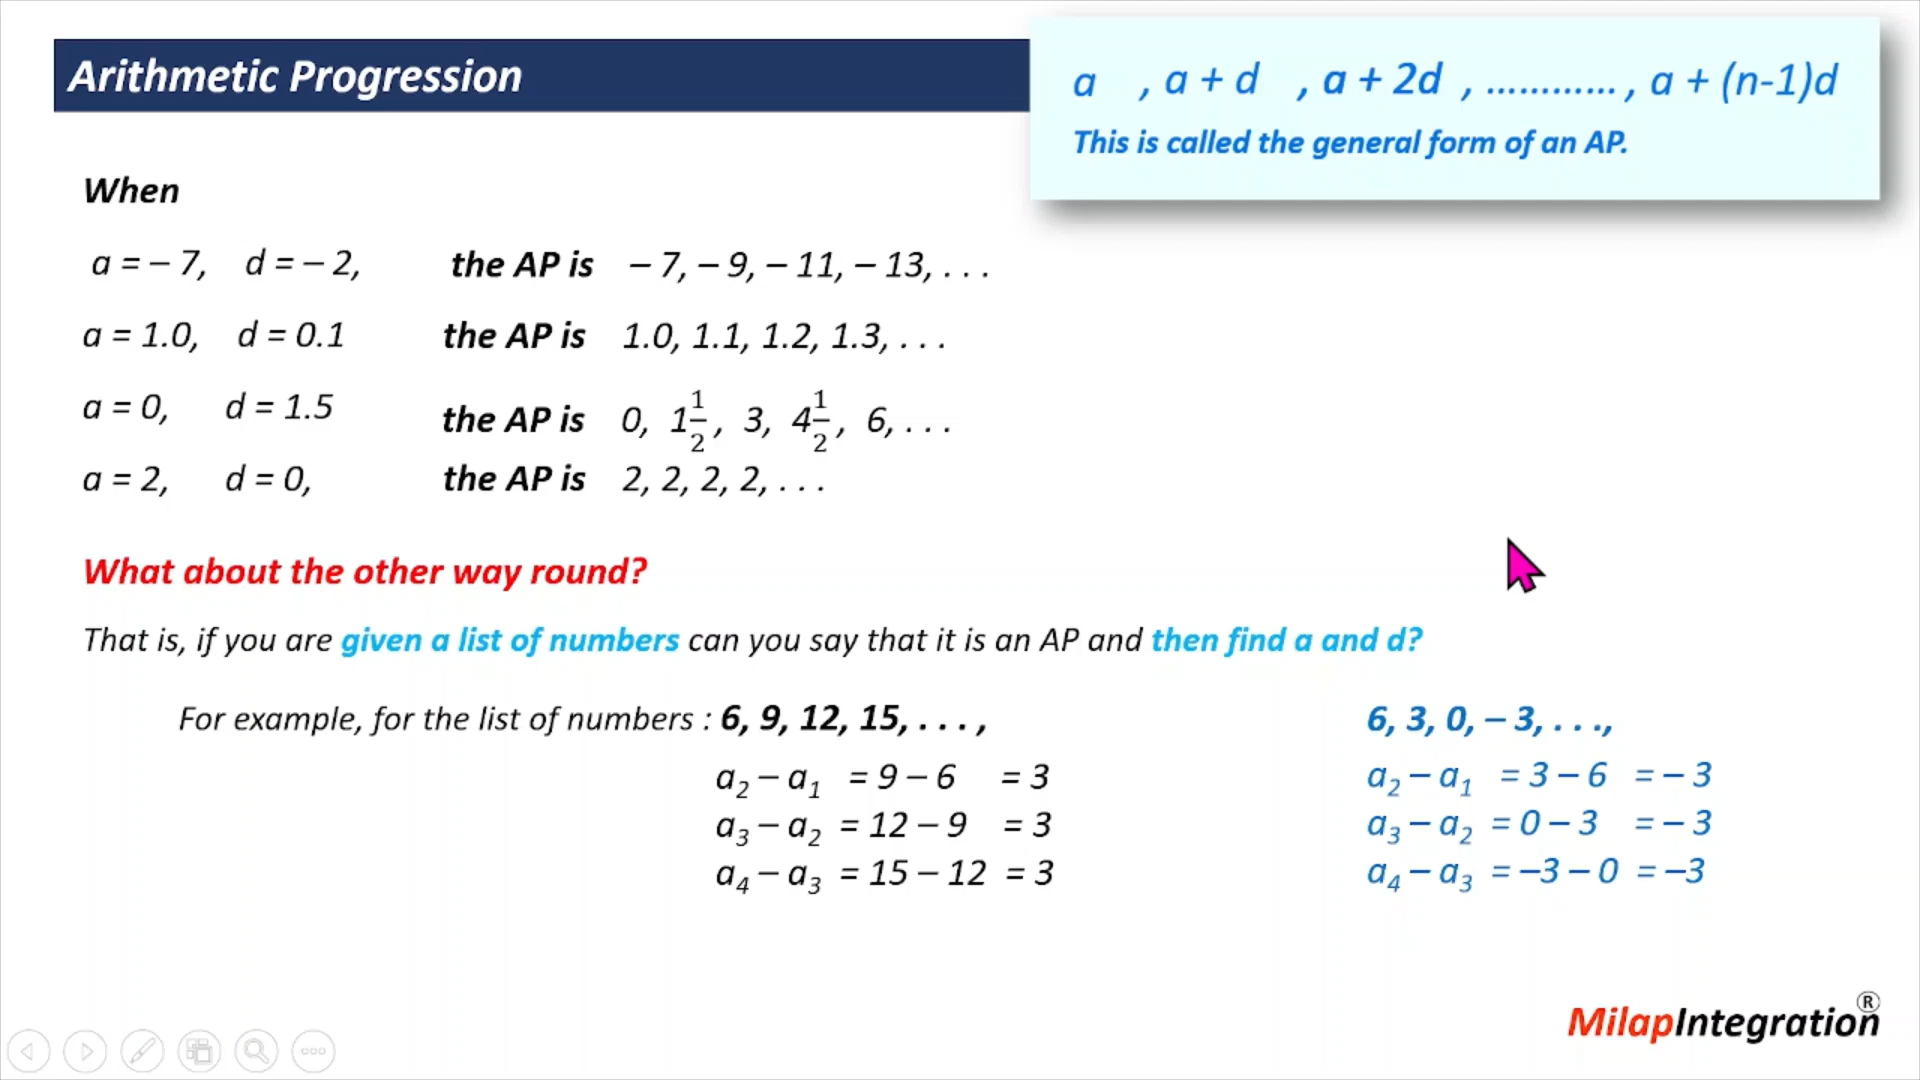 Arithmetic Progression
a , a + d , a + 2d , ............, a + (n-1)d
This is called the general form of an AP.
When
a = – 7, d = – 2, the AP is – 7, – 9, – 11, – 13, . . .
a = 1.0, d = 0.1 the AP is 1.0, 1.1, 1.2, 1.3, . . .
a = 0, d = 1.5 the AP is 0, 1 1/2, 3, 4 1/2, 6, . . .
a = 2, d = 0, the AP is 2, 2, 2, 2, . . .
What about the other way round?
That is, if you are given a list of numbers can you say that it is an AP and then find a and d?
For example, for the list of numbers : 6, 9, 12, 15, . . . ,
a₂ – a₁ = 9 – 6 = 3
a₃ – a₂ = 12 – 9 = 3
a₄ – a₃ = 15 – 12 = 3
6, 3, 0, – 3, . . .,
a₂ – a₁ = 3 – 6 = – 3
a₃ – a₂ = 0 – 3 = – 3
a₄ – a₃ = –3 – 0 = –3
MilapIntegration®